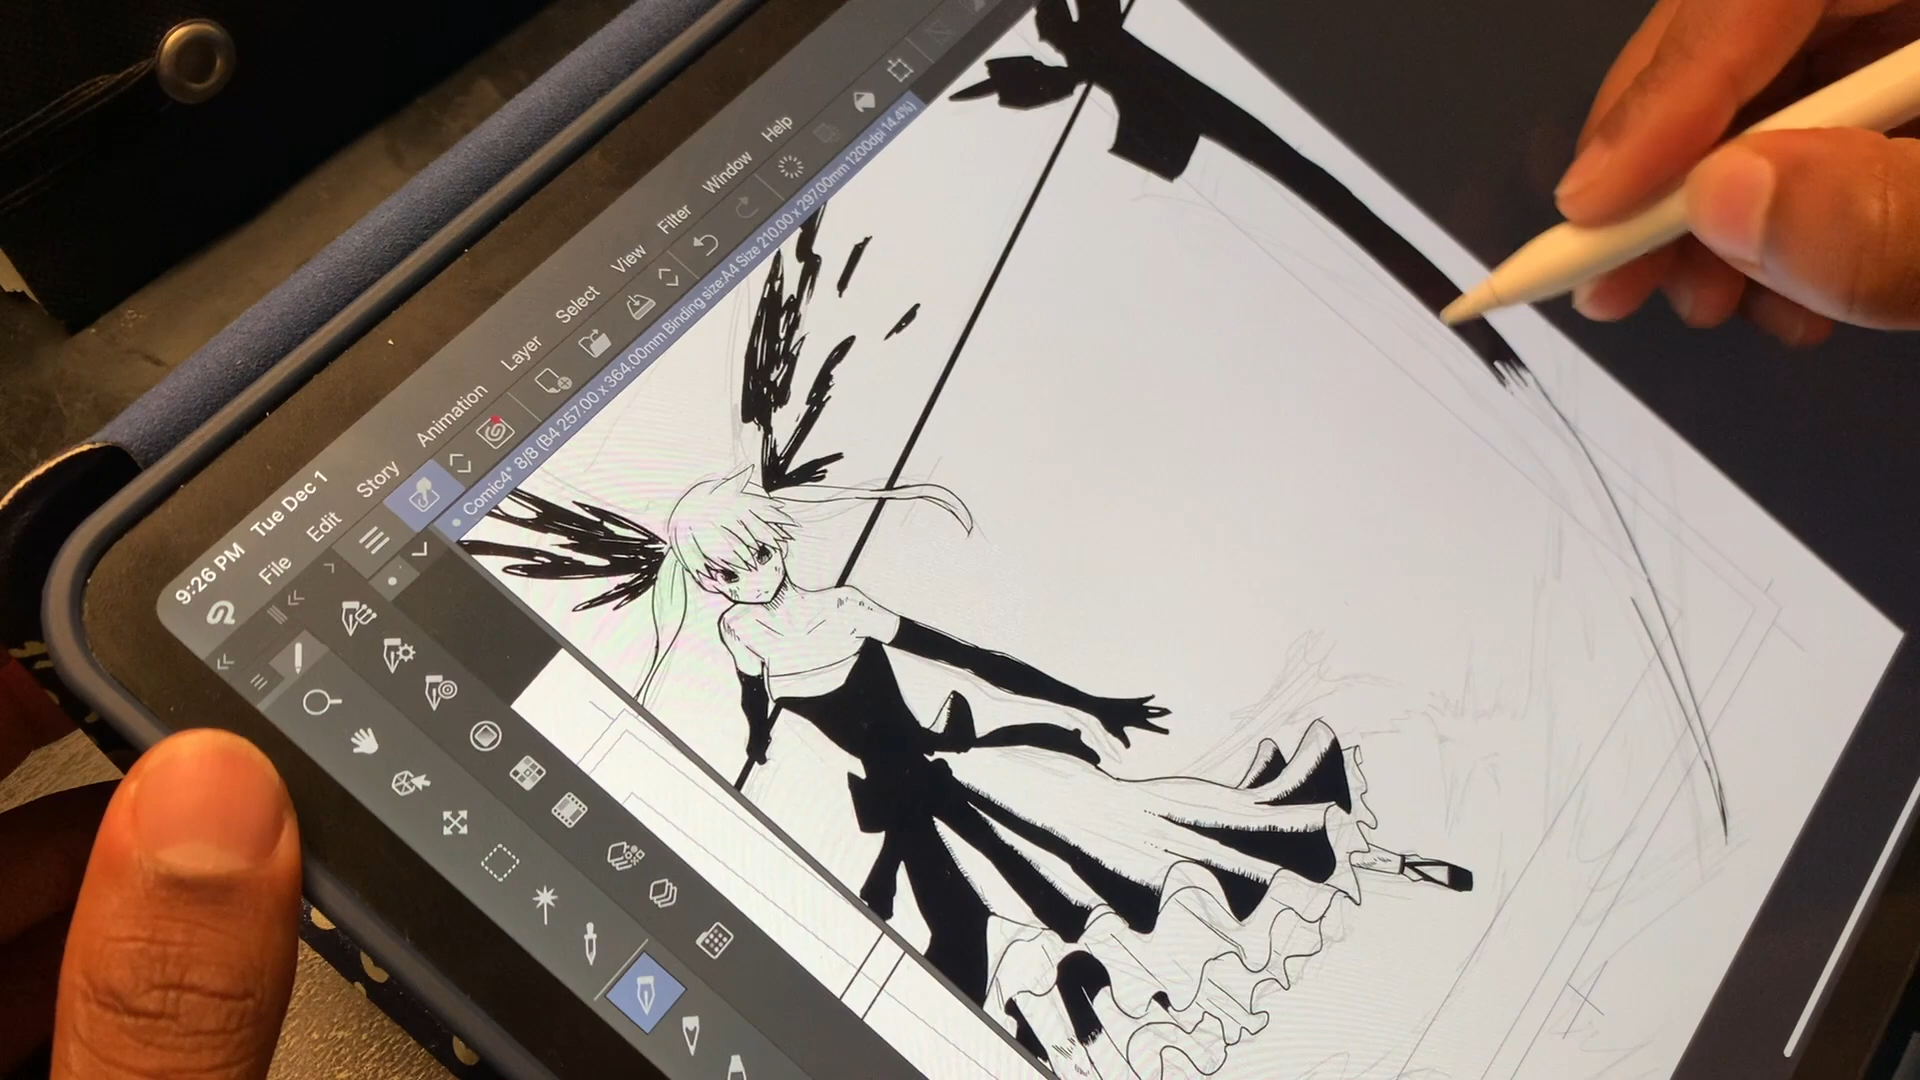 9:26 PM Tue Dec 1
File Edit Story Animation Layer Select View Filter Window Help
Comic4* 8/8 (B4 257.00 x 364.00mm Binding size:A4 Size 210.00 x 297.00mm 1200dpi 14.4%)